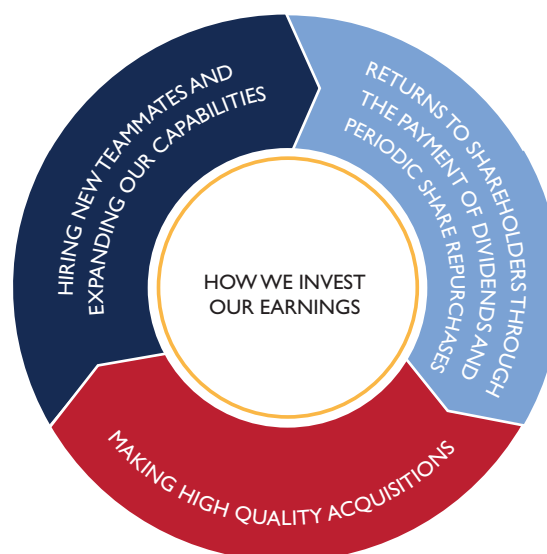 HIRING NEW TEAMMATES AND
EXPANDING OUR CAPABILITIES
RETURNS TO SHAREHOLDERS THROUGH
THE PAYMENT OF DIVIDENDS AND
PERIODIC SHARE REPURCHASES
HOW WE INVEST
OUR EARNINGS
MAKING HIGH QUALITY ACQUISITIONS